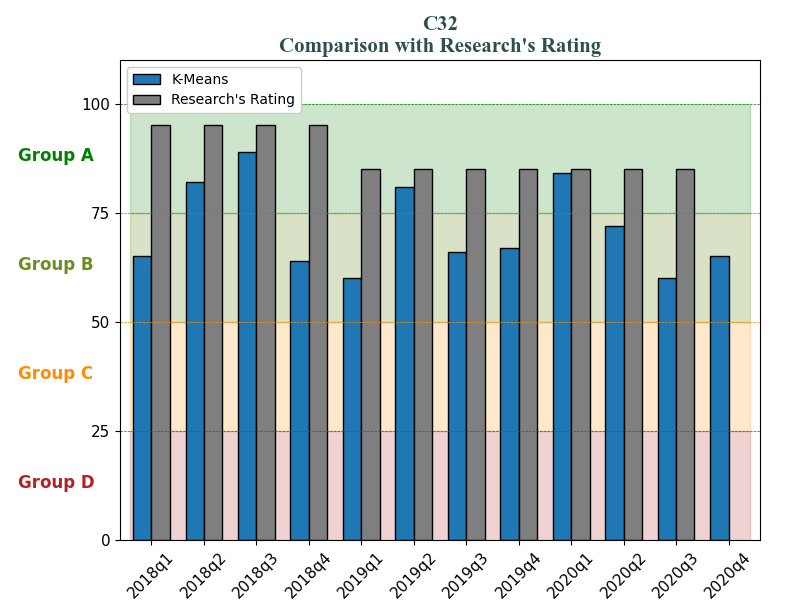 C32
Comparison with Research's Rating
K-Means
Research's Rating
100
Group A
75
Group B
50
Group C
25
Group D
0
2018q1 2018q2 2018q3 2018q4 2019q1 2019q2 2019q3 2019q4 2020q1 2020q2 2020q3 2020q4